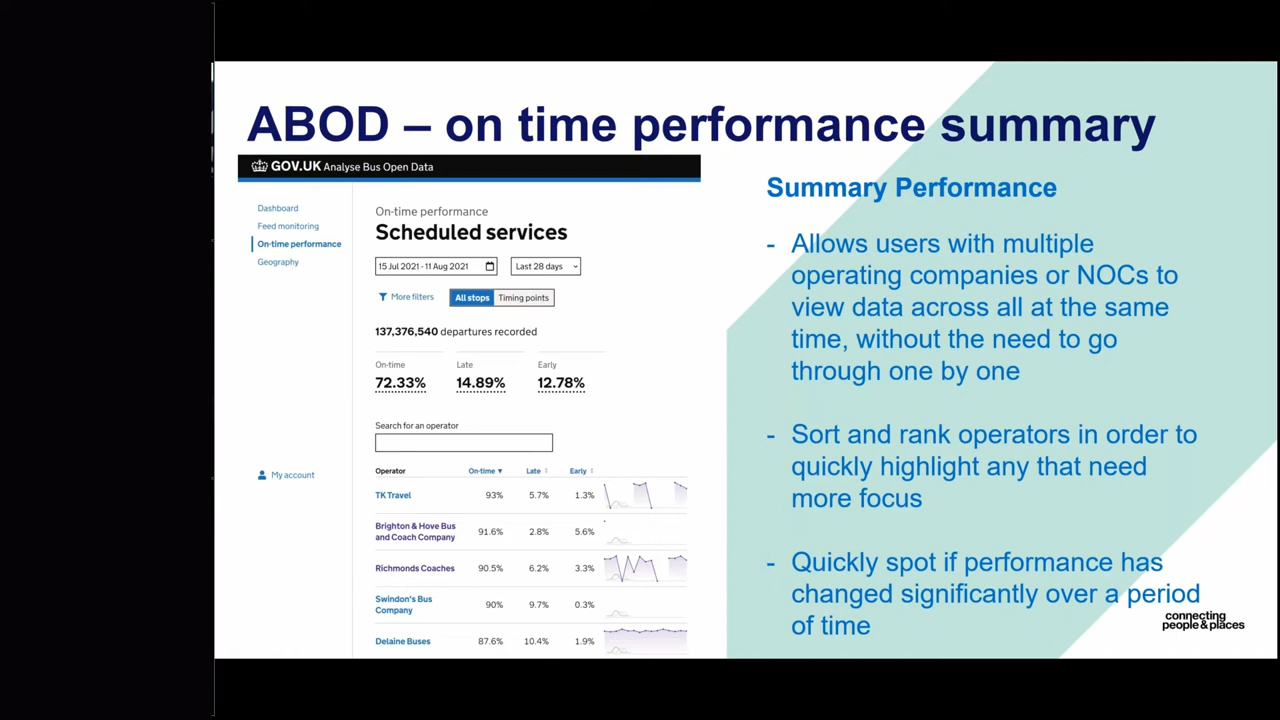 ABOD – on time performance summary
GOV.UK Analyse Bus Open Data
Dashboard
Feed monitoring
On-time performance
Geography
My account
On-time performance
Scheduled services
15 Jul 2021 - 11 Aug 2021
Last 28 days
More filters
All stops
Timing points
137,376,540 departures recorded
On-time
Late
Early
72.33%
14.89%
12.78%
Search for an operator
Operator
On-time
Late
Early
TK Travel
93%
5.7%
1.3%
Brighton & Hove Bus
and Coach Company
91.6%
2.8%
5.6%
Richmonds Coaches
90.5%
6.2%
3.3%
Swindon's Bus
Company
90%
9.7%
0.3%
Delaine Buses
87.6%
10.4%
1.9%
Summary Performance
- Allows users with multiple
operating companies or NOCs to
view data across all at the same
time, without the need to go
through one by one
- Sort and rank operators in order to
quickly highlight any that need
more focus
- Quickly spot if performance has
changed significantly over a period
of time
connecting
people&places